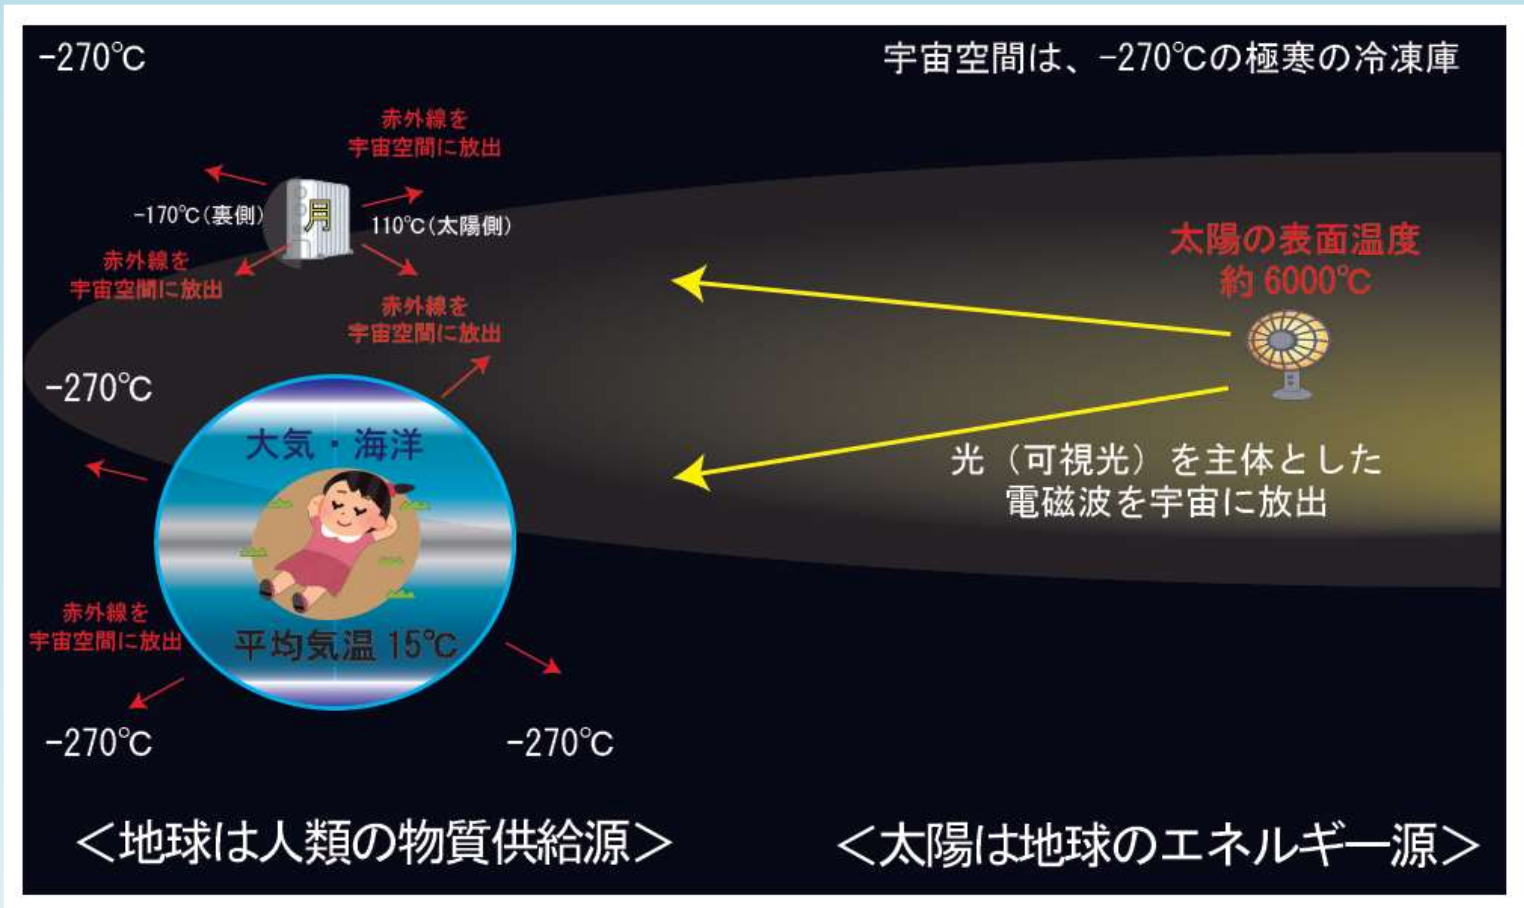 -270℃
宇宙空間は、-270℃の極寒の冷凍庫
赤外線を
宇宙空間に放出
-170℃(裏側)
月
110℃(太陽側)
赤外線を
宇宙空間に放出
赤外線を
宇宙空間に放出
太陽の表面温度
約6000℃
-270℃
大気・海洋
光（可視光）を主体とした
電磁波を宇宙に放出
赤外線を
宇宙空間に放出
平均気温15℃
-270℃
-270℃
＜地球は人類の物質供給源＞
＜太陽は地球のエネルギー源＞